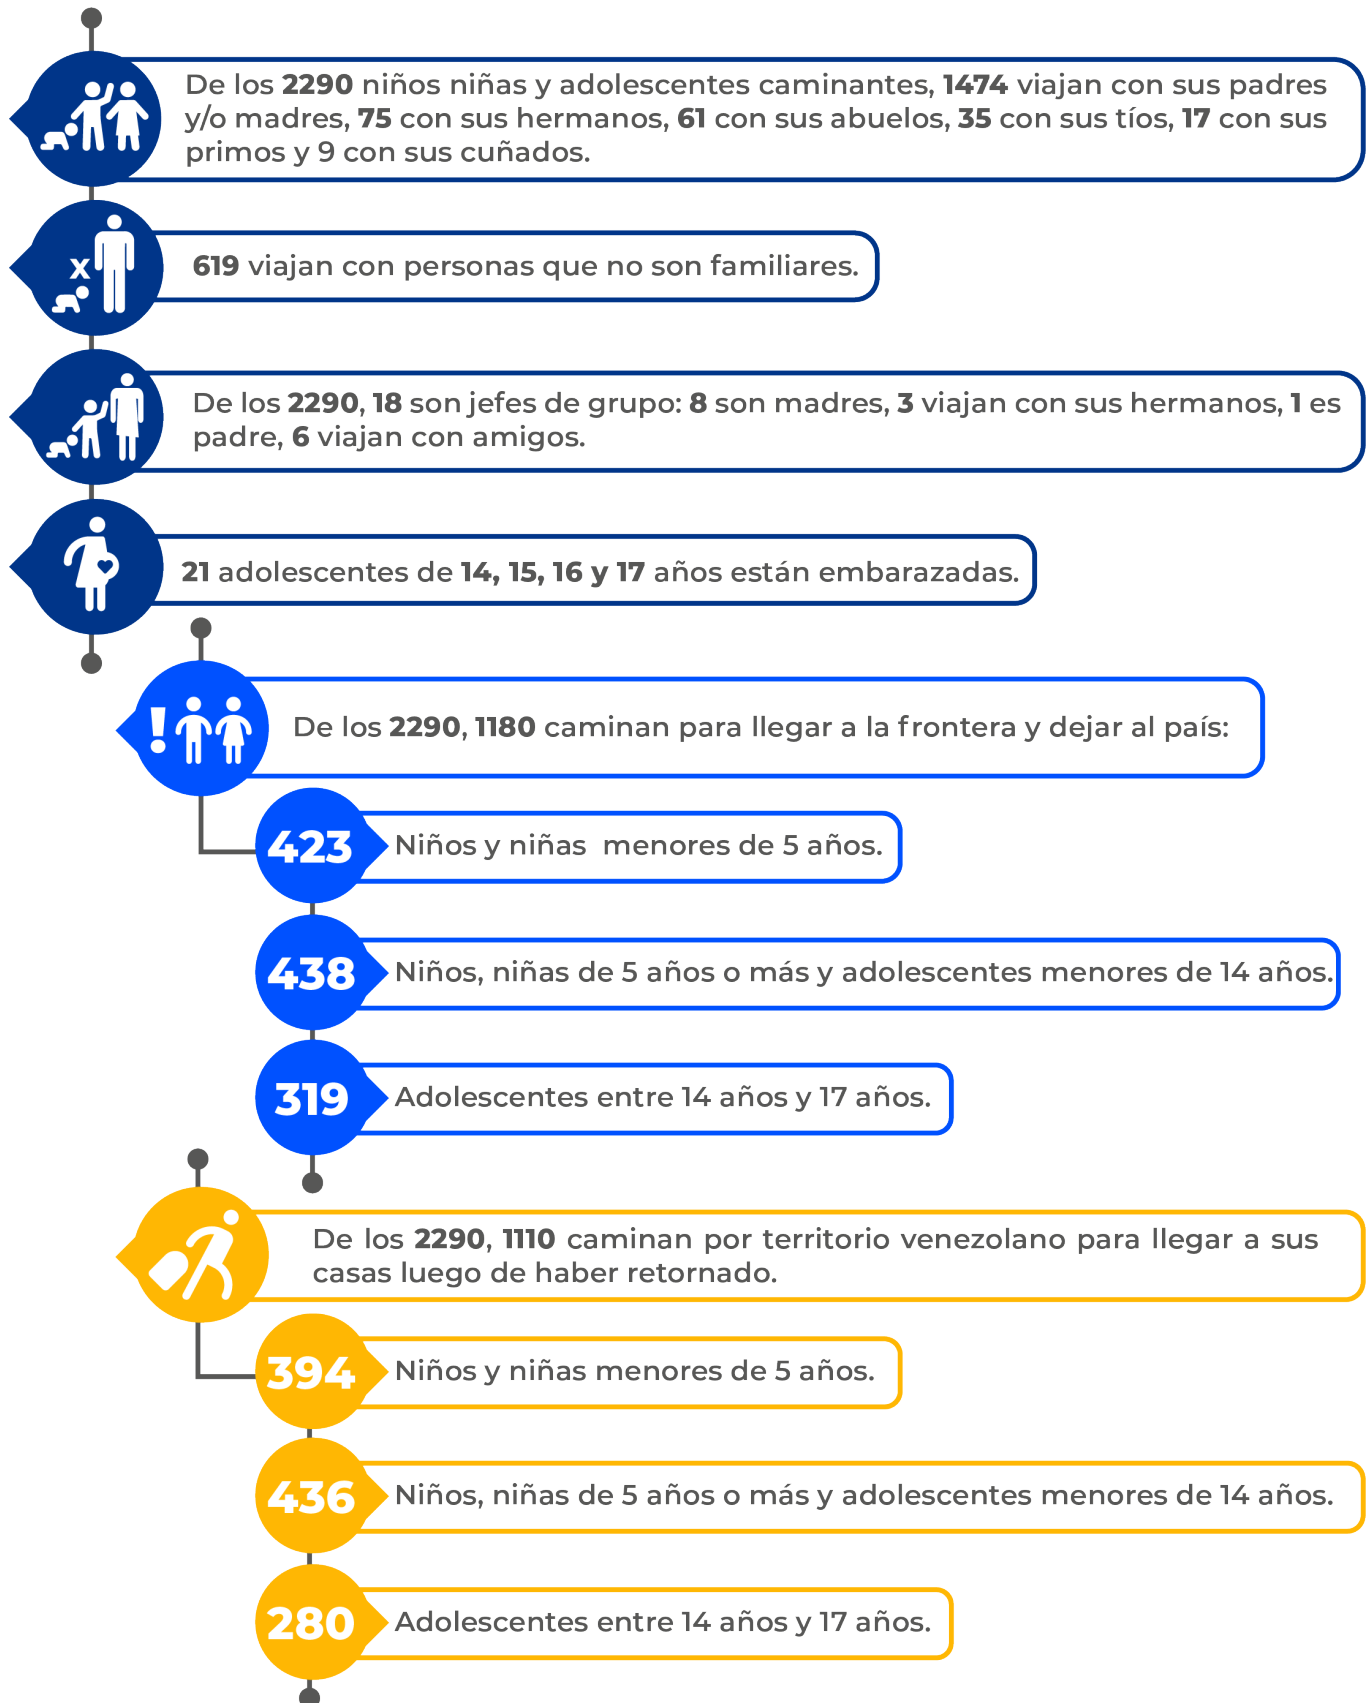 De los 2290 niños niñas y adolescentes caminantes, 1474 viajan con sus padres
y/o madres, 75 con sus hermanos, 61 con sus abuelos, 35 con sus tíos, 17 con sus
primos y 9 con sus cuñados.
x
619 viajan con personas que no son familiares.
De los 2290, 18 son jefes de grupo: 8 son madres, 3 viajan con sus hermanos, 1 es
padre, 6 viajan con amigos.
21 adolescentes de 14, 15, 16 y 17 años están embarazadas.
!
De los 2290, 1180 caminan para llegar a la frontera y dejar al país:
423 Niños y niñas menores de 5 años.
438 Niños, niñas de 5 años o más y adolescentes menores de 14 años.
319 Adolescentes entre 14 años y 17 años.
De los 2290, 1110 caminan por territorio venezolano para llegar a sus
casas luego de haber retornado.
394 Niños y niñas menores de 5 años.
436 Niños, niñas de 5 años o más y adolescentes menores de 14 años.
280 Adolescentes entre 14 años y 17 años.